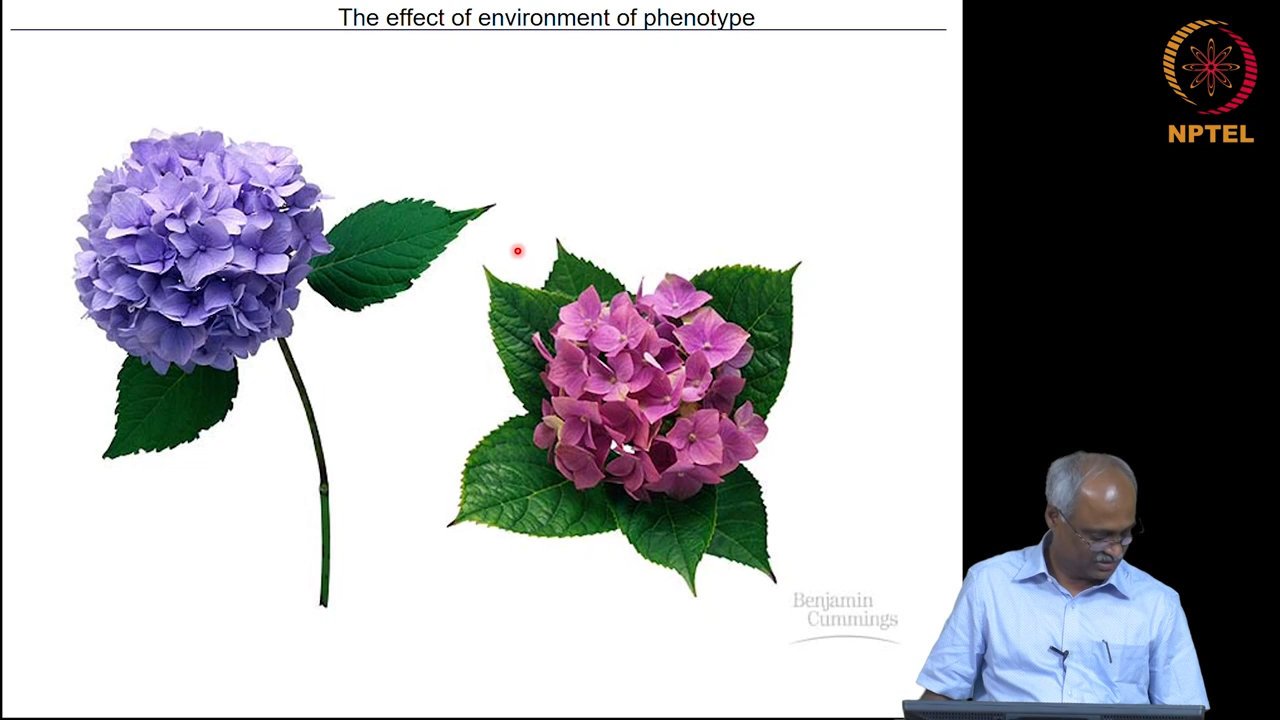 The effect of environment of phenotype
NPTEL
Benjamin
Cummings